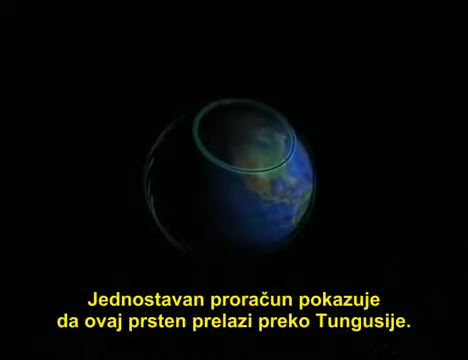 Jednostavan proračun pokazuje
da ovaj prsten prelazi preko Tungusije.